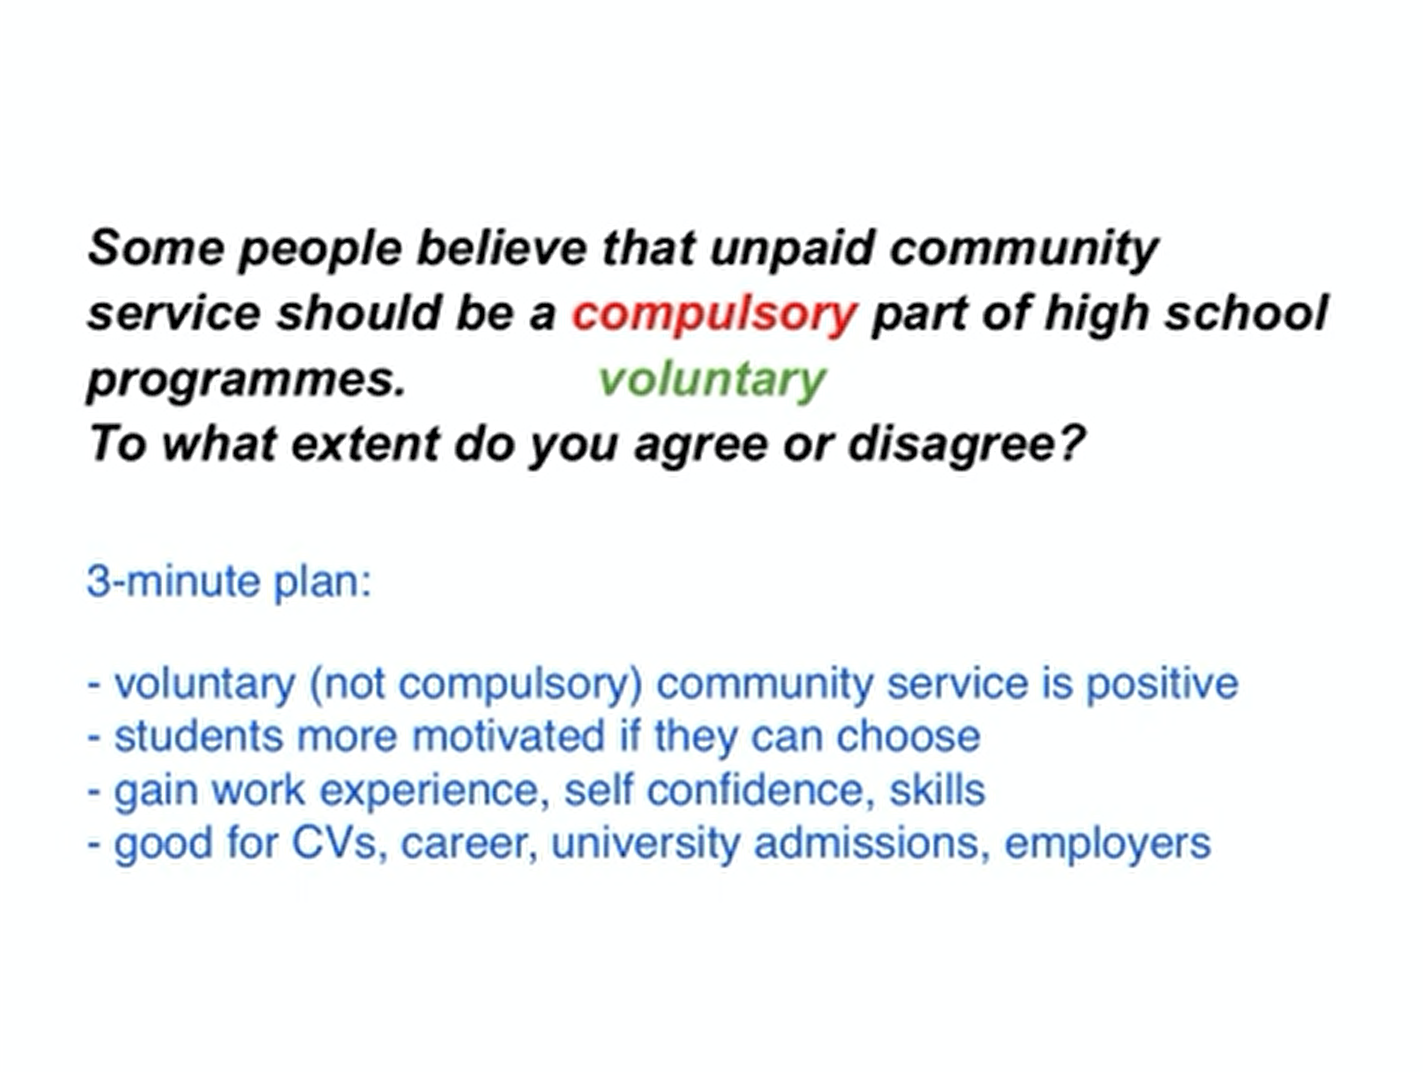 Some people believe that unpaid community
service should be a compulsory part of high school
programmes. voluntary
To what extent do you agree or disagree?
3-minute plan:
- voluntary (not compulsory) community service is positive
- students more motivated if they can choose
- gain work experience, self confidence, skills
- good for CVs, career, university admissions, employers